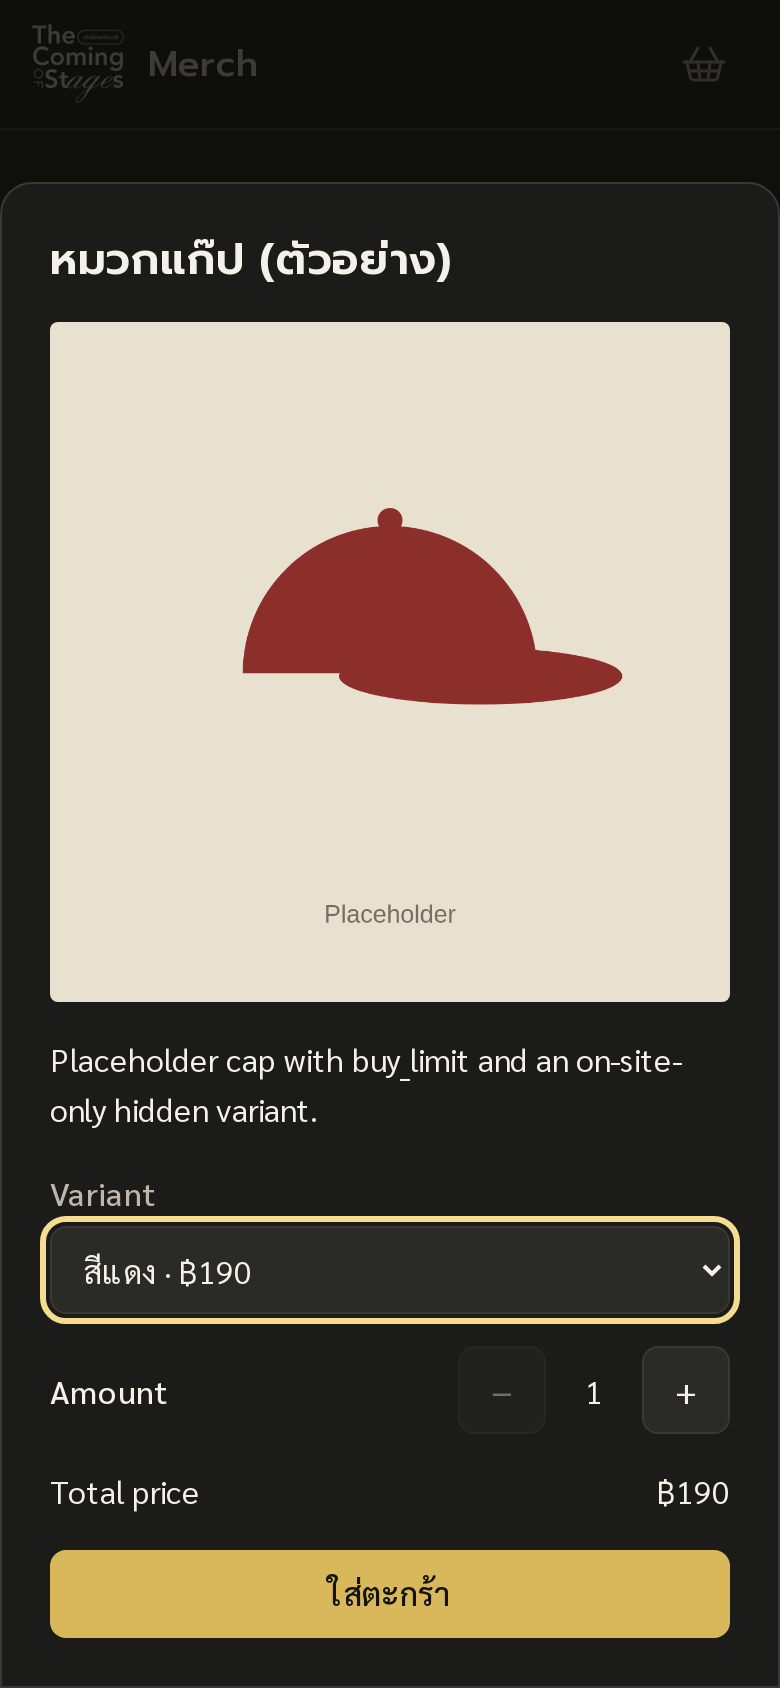 The
Coming
OF Stages
Merch
หมวกแก๊ป (ตัวอย่าง)
Placeholder
Placeholder cap with buy_limit and an on-site-
only hidden variant.
Variant
สีแดง · ฿190
Amount
− 1 +
Total price ฿190
ใส่ตะกร้า